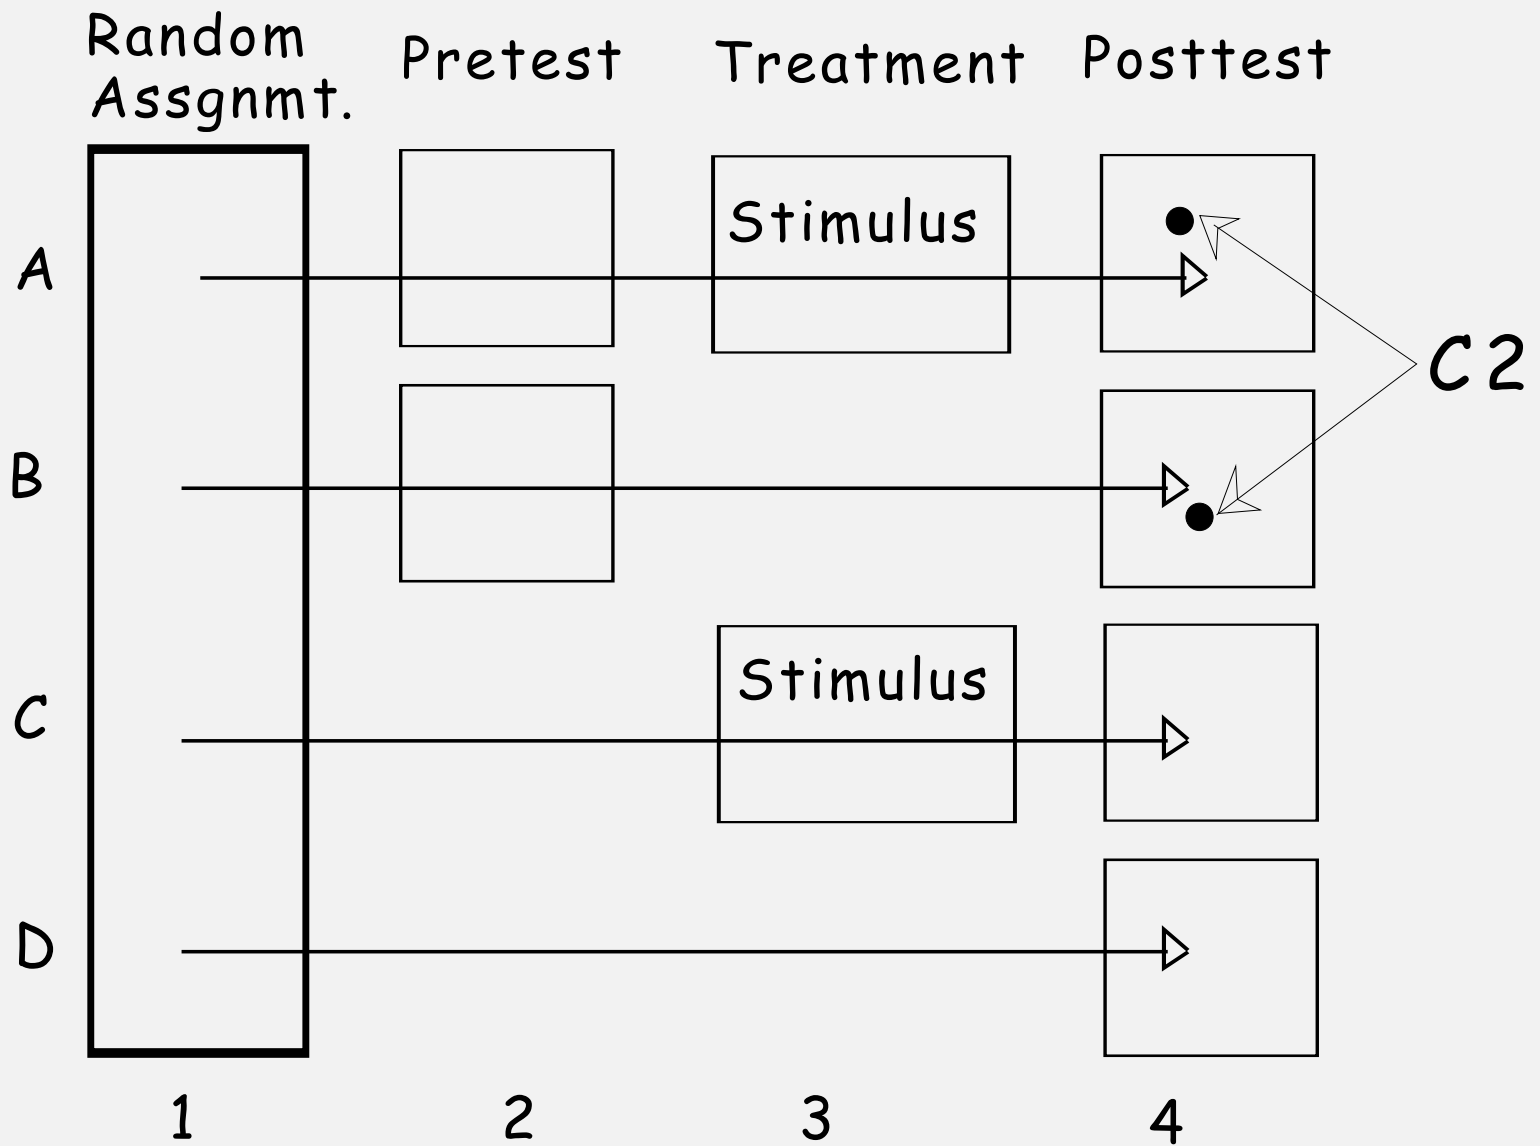 Random
Assgnmt.
Pretest
Treatment
Posttest
A
Stimulus
C2
B
C
Stimulus
D
1
2
3
4